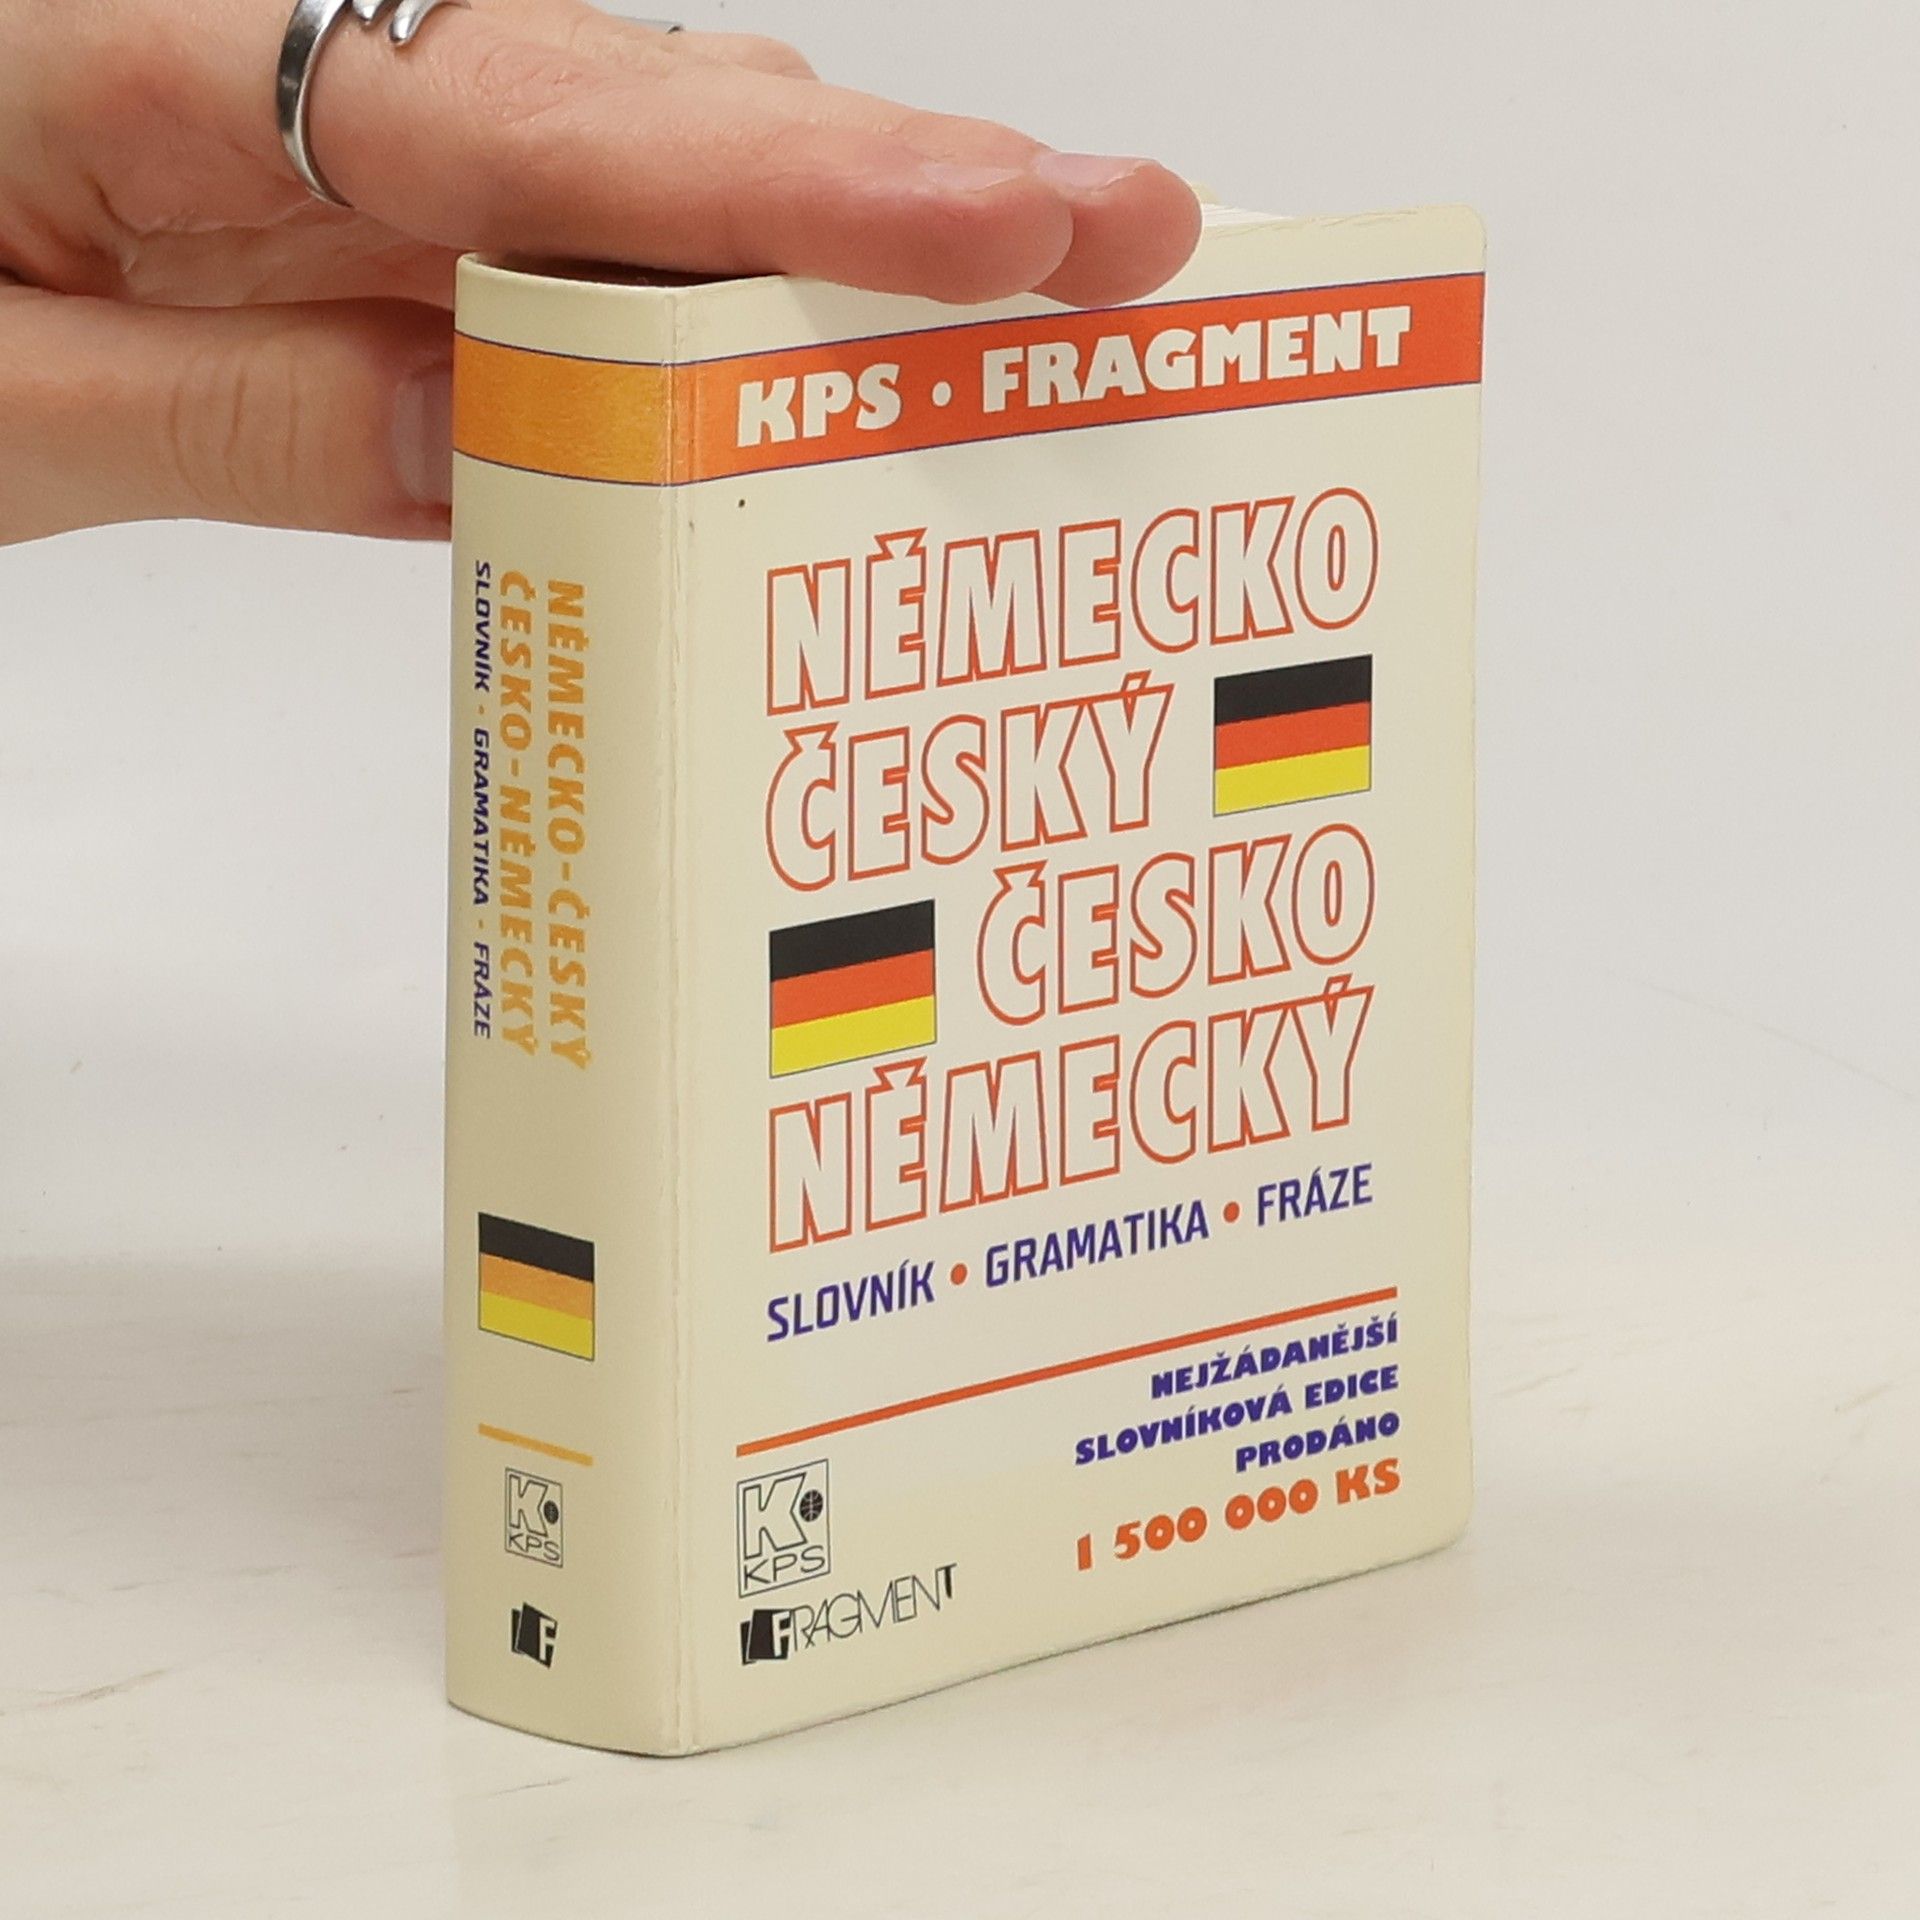 KPS • FRAGMENT
NĚMECKO
ČESKÝ
ČESKO
NĚMECKÝ
SLOVNÍK • GRAMATIKA • FRÁZE
NEJŽÁDANĚJŠÍ
SLOVNÍKOVÁ EDICE
PRODÁNO
1 500 000 KS
K
KPS
FRAGMENT
NĚMECKO-ČESKÝ
ČESKO-NĚMECKÝ
SLOVNÍK - GRAMATIKA - FRÁZE
K
KPS
F